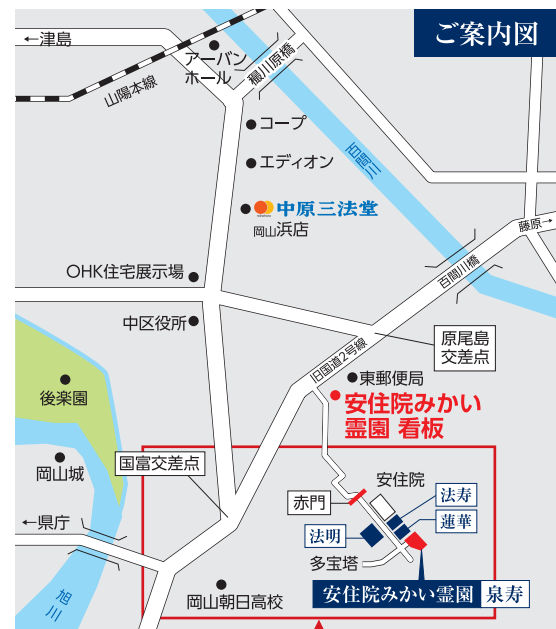 ご案内図
←津島
アーバン
ホール
山陽本線
穝川原橋
コープ
百間川
エディオン
中原三法堂
岡山浜店
藤原→
OHK住宅展示場
百間川橋
中区役所
原尾島
交差点
旧国道2号線
東郵便局
後楽園
安住院みかい
霊園 看板
国富交差点
岡山城
安住院
赤門
法寿
蓮華
←県庁
法明
多宝塔
安住院みかい霊園 泉寿
旭川
岡山朝日高校